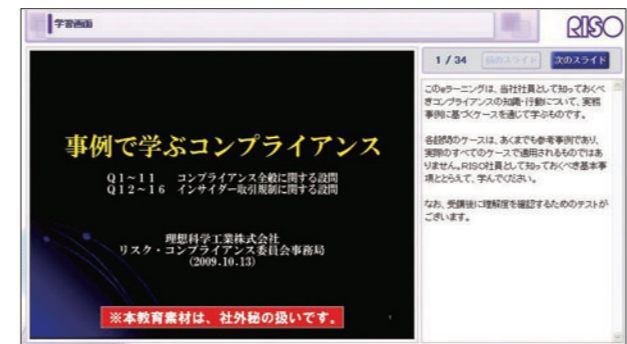 学習画面
RISO
1 / 34 前のスライド 次のスライド
事例で学ぶコンプライアンス
Q1~11 コンプライアンス全般に関する設問
Q12~16 インサイダー取引規制に関する設問
理想科学工業株式会社
リスク・コンプライアンス委員会事務局
(2009.10.13)
※本教育素材は、社外秘の扱いです。
このeラーニングは、当社社員として知っておくべ
きコンプライアンスの知識・行動について、実務
事例に基づくケースを通じて学ぶものです。
各設問のケースは、あくまでも参考事例であり、
実際のすべてのケースで適用されるものではあ
りません。RISO社員として知っておくべき基本事
項ととらえて、学んでください。
なお、受講後に理解度を確認するためのテストが
ございます。